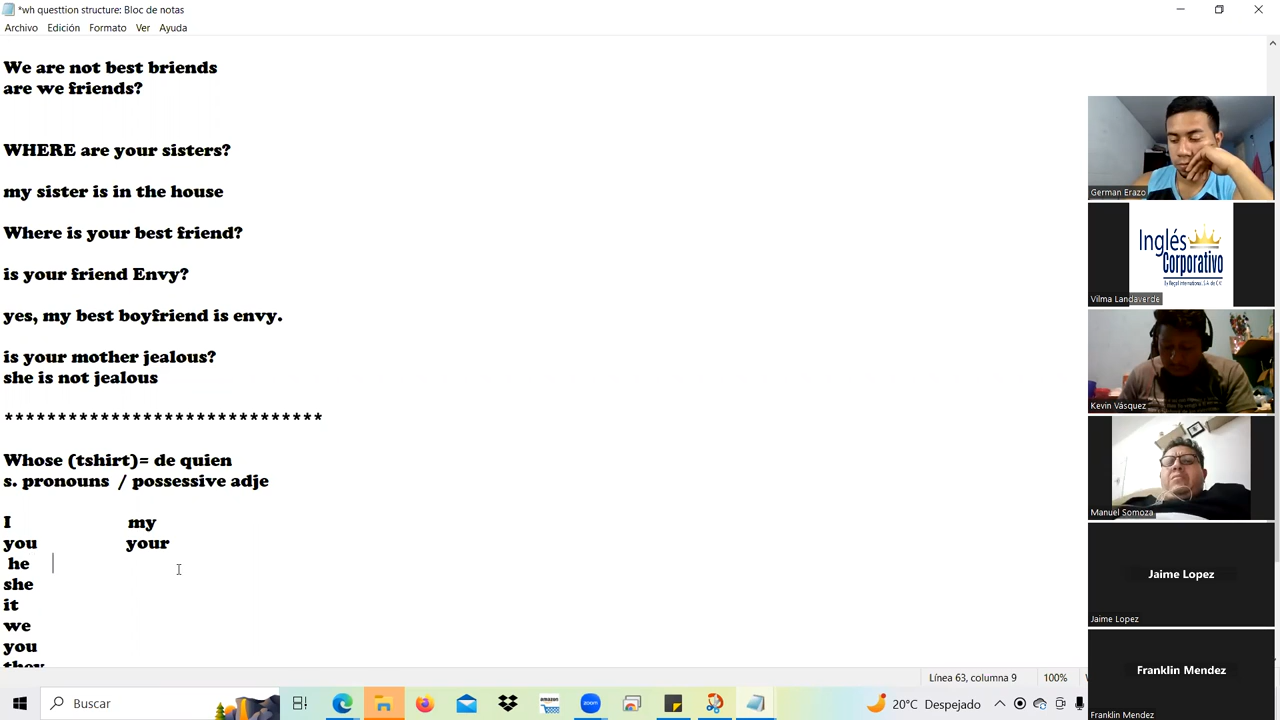 *wh questtion structure: Bloc de notas
Archivo Edición Formato Ver Ayuda
We are not best briends
are we friends?
WHERE are your sisters?
my sister is in the house
Where is your best friend?
is your friend Envy?
yes, my best boyfriend is envy.
is your mother jealous?
she is not jealous
******************************
Whose (tshirt)= de quien
s. pronouns / possessive adje
I my
you your
he
she
it
we
you
they
German Erazo
Inglés
Corporativo
Vilma Landaverde
Kevin Vásquez
Manuel Somoza
Jaime Lopez
Jaime Lopez
Franklin Mendez
Franklin Mendez
Línea 63, columna 9 100%
Buscar
amazon
zoom
20°C Despejado